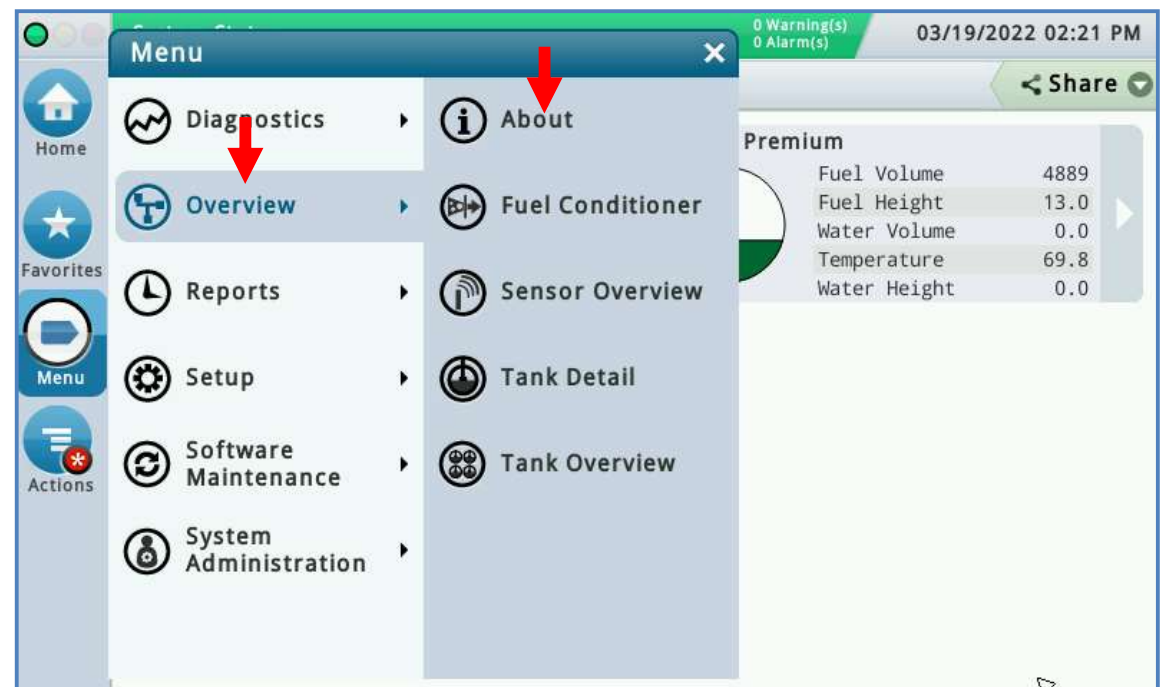 0 Warning(s)
0 Alarm(s)
03/19/2022 02:21 PM
Menu
Share
Home
Favorites
Menu
Actions
Diagnostics
Overview
Reports
Setup
Software
Maintenance
System
Administration
About
Fuel Conditioner
Sensor Overview
Tank Detail
Tank Overview
Premium
Fuel Volume 4889
Fuel Height 13.0
Water Volume 0.0
Temperature 69.8
Water Height 0.0